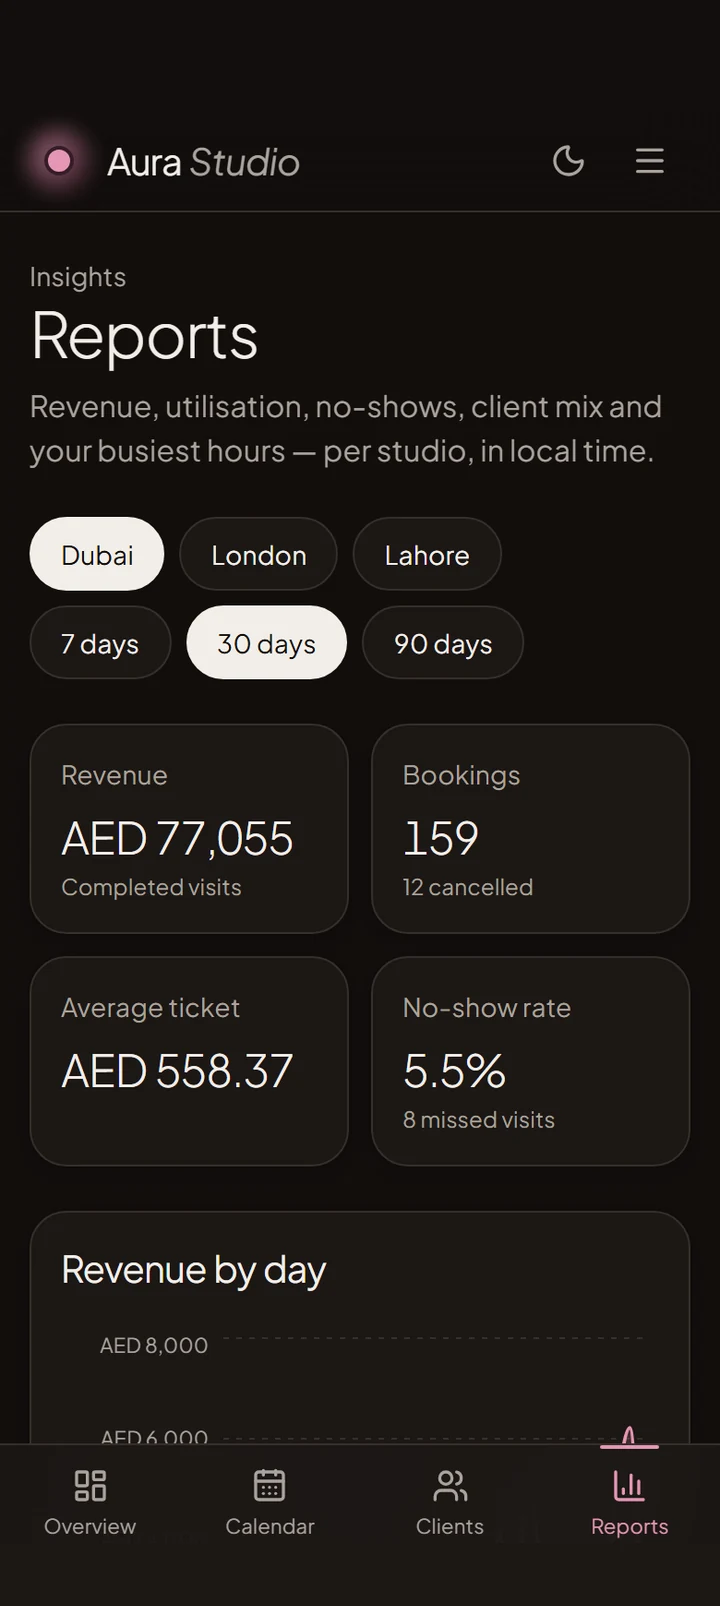 Aura Studio
Insights
Reports
Revenue, utilisation, no-shows, client mix and
your busiest hours — per studio, in local time.
Dubai London Lahore
7 days 30 days 90 days
Revenue
AED 77,055
Completed visits
Bookings
159
12 cancelled
Average ticket
AED 558.37
No-show rate
5.5%
8 missed visits
Revenue by day
AED 8,000
AED 6,000
Overview Calendar Clients Reports